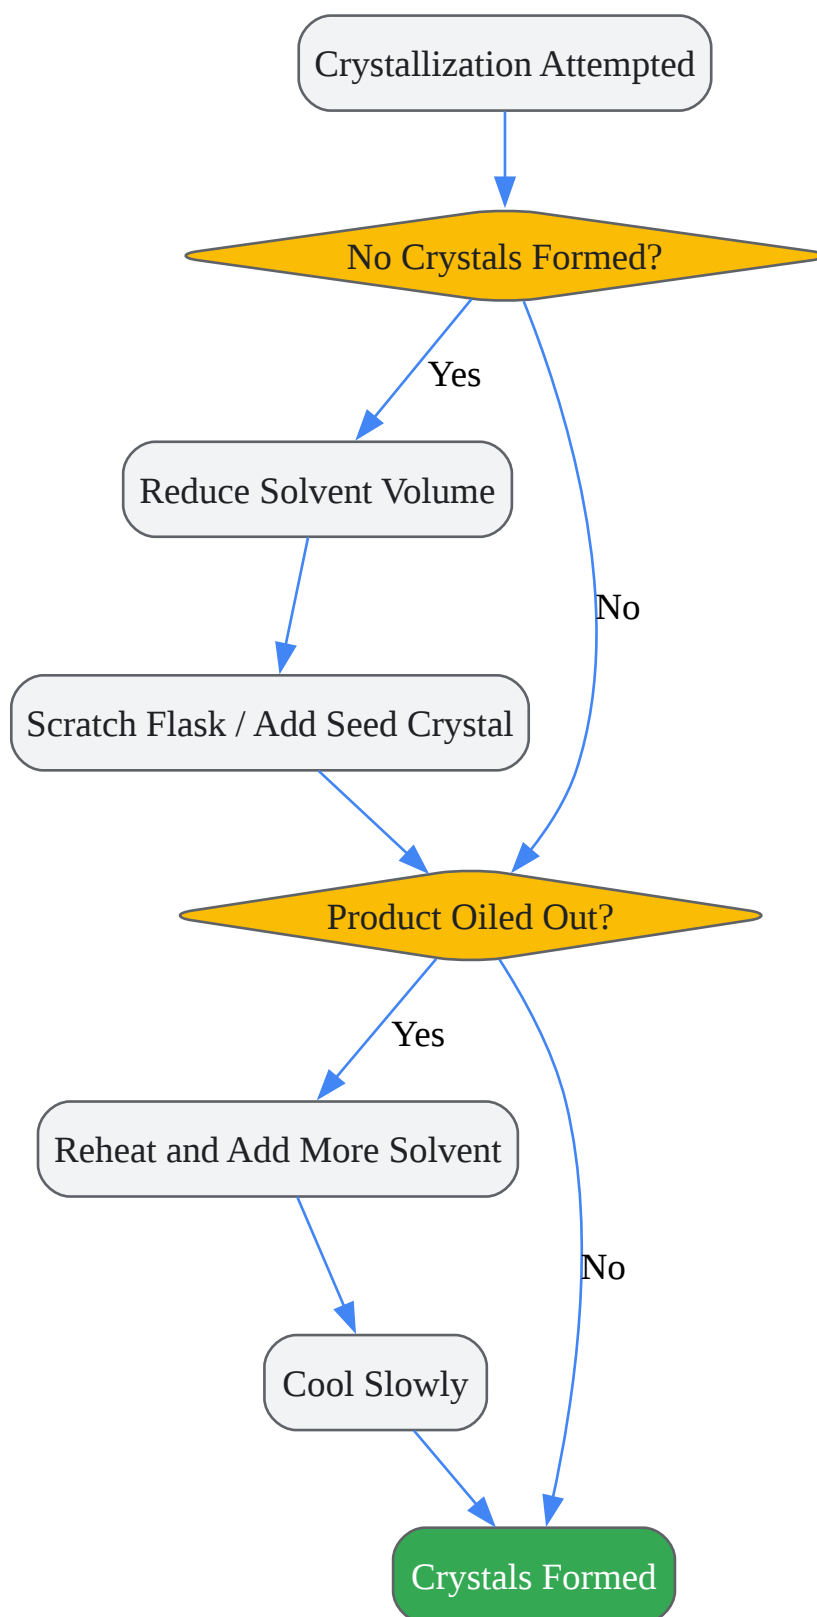 Crystallization Attempted
No Crystals Formed?
Yes
Reduce Solvent Volume
No
Scratch Flask / Add Seed Crystal
Product Oiled Out?
Yes
Reheat and Add More Solvent
No
Cool Slowly
Crystals Formed